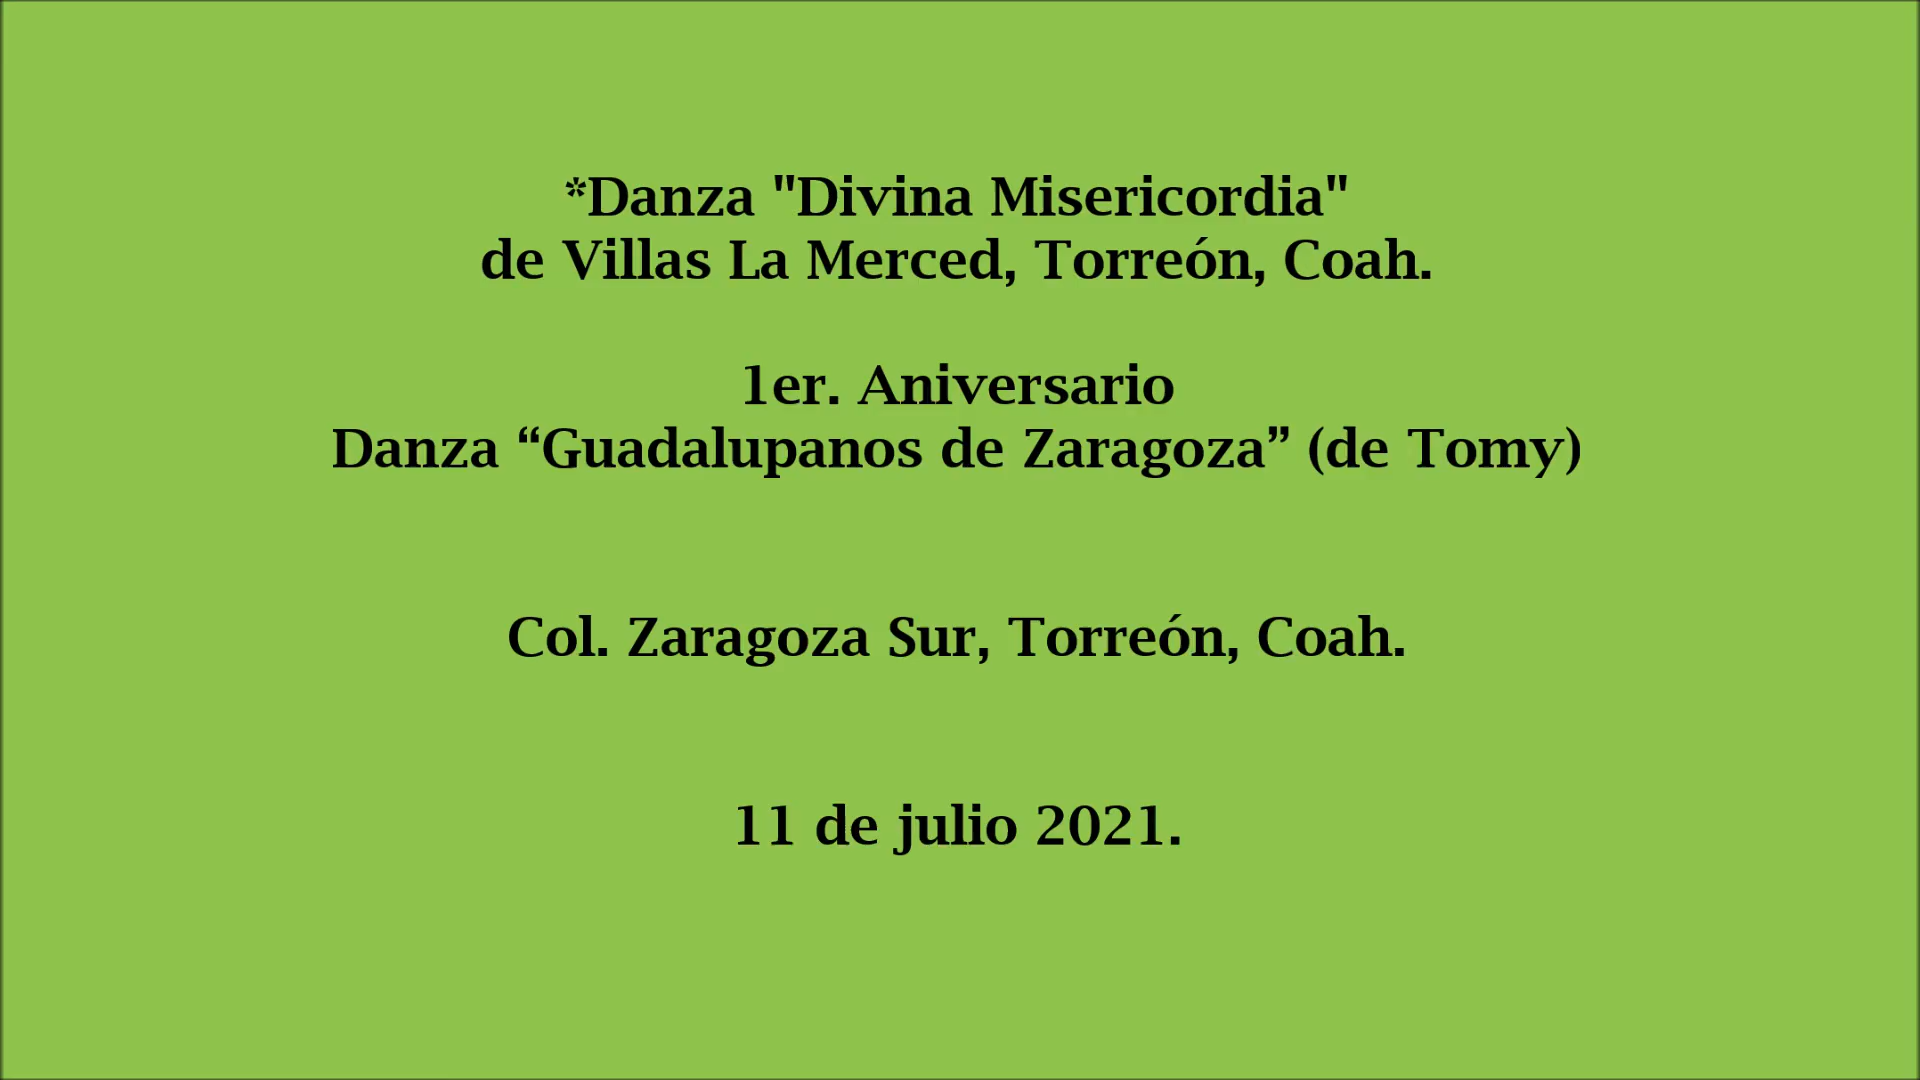 *Danza "Divina Misericordia"
de Villas La Merced, Torreón, Coah.
1er. Aniversario
Danza “Guadalupanos de Zaragoza” (de Tomy)
Col. Zaragoza Sur, Torreón, Coah.
11 de julio 2021.